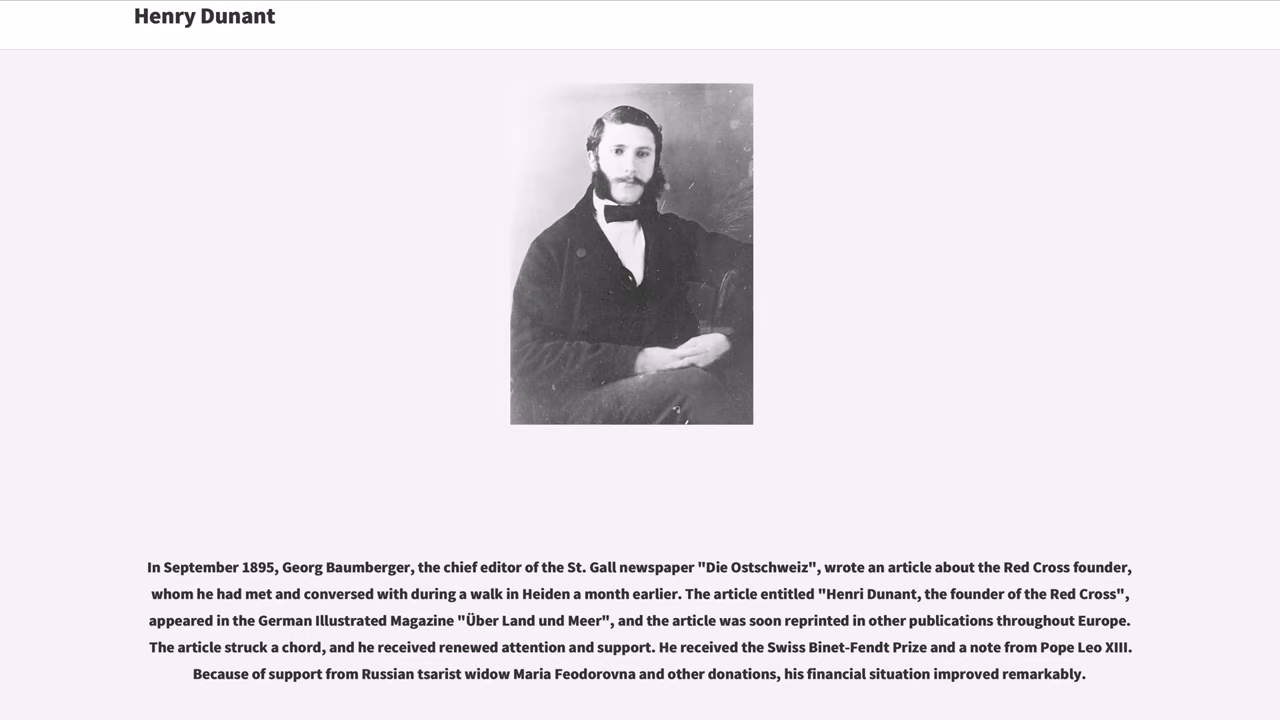 Henry Dunant
In September 1895, Georg Baumberger, the chief editor of the St. Gall newspaper "Die Ostschweiz", wrote an article about the Red Cross founder,
whom he had met and conversed with during a walk in Heiden a month earlier. The article entitled "Henri Dunant, the founder of the Red Cross",
appeared in the German Illustrated Magazine "Über Land und Meer", and the article was soon reprinted in other publications throughout Europe.
The article struck a chord, and he received renewed attention and support. He received the Swiss Binet-Fendt Prize and a note from Pope Leo XIII.
Because of support from Russian tsarist widow Maria Feodorovna and other donations, his financial situation improved remarkably.